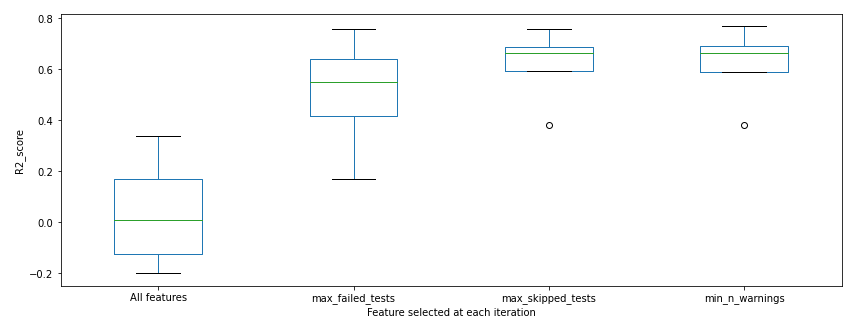 R2_score
0.8
0.6
0.4
0.2
0.0
−0.2
All features
max_failed_tests
max_skipped_tests
min_n_warnings
Feature selected at each iteration